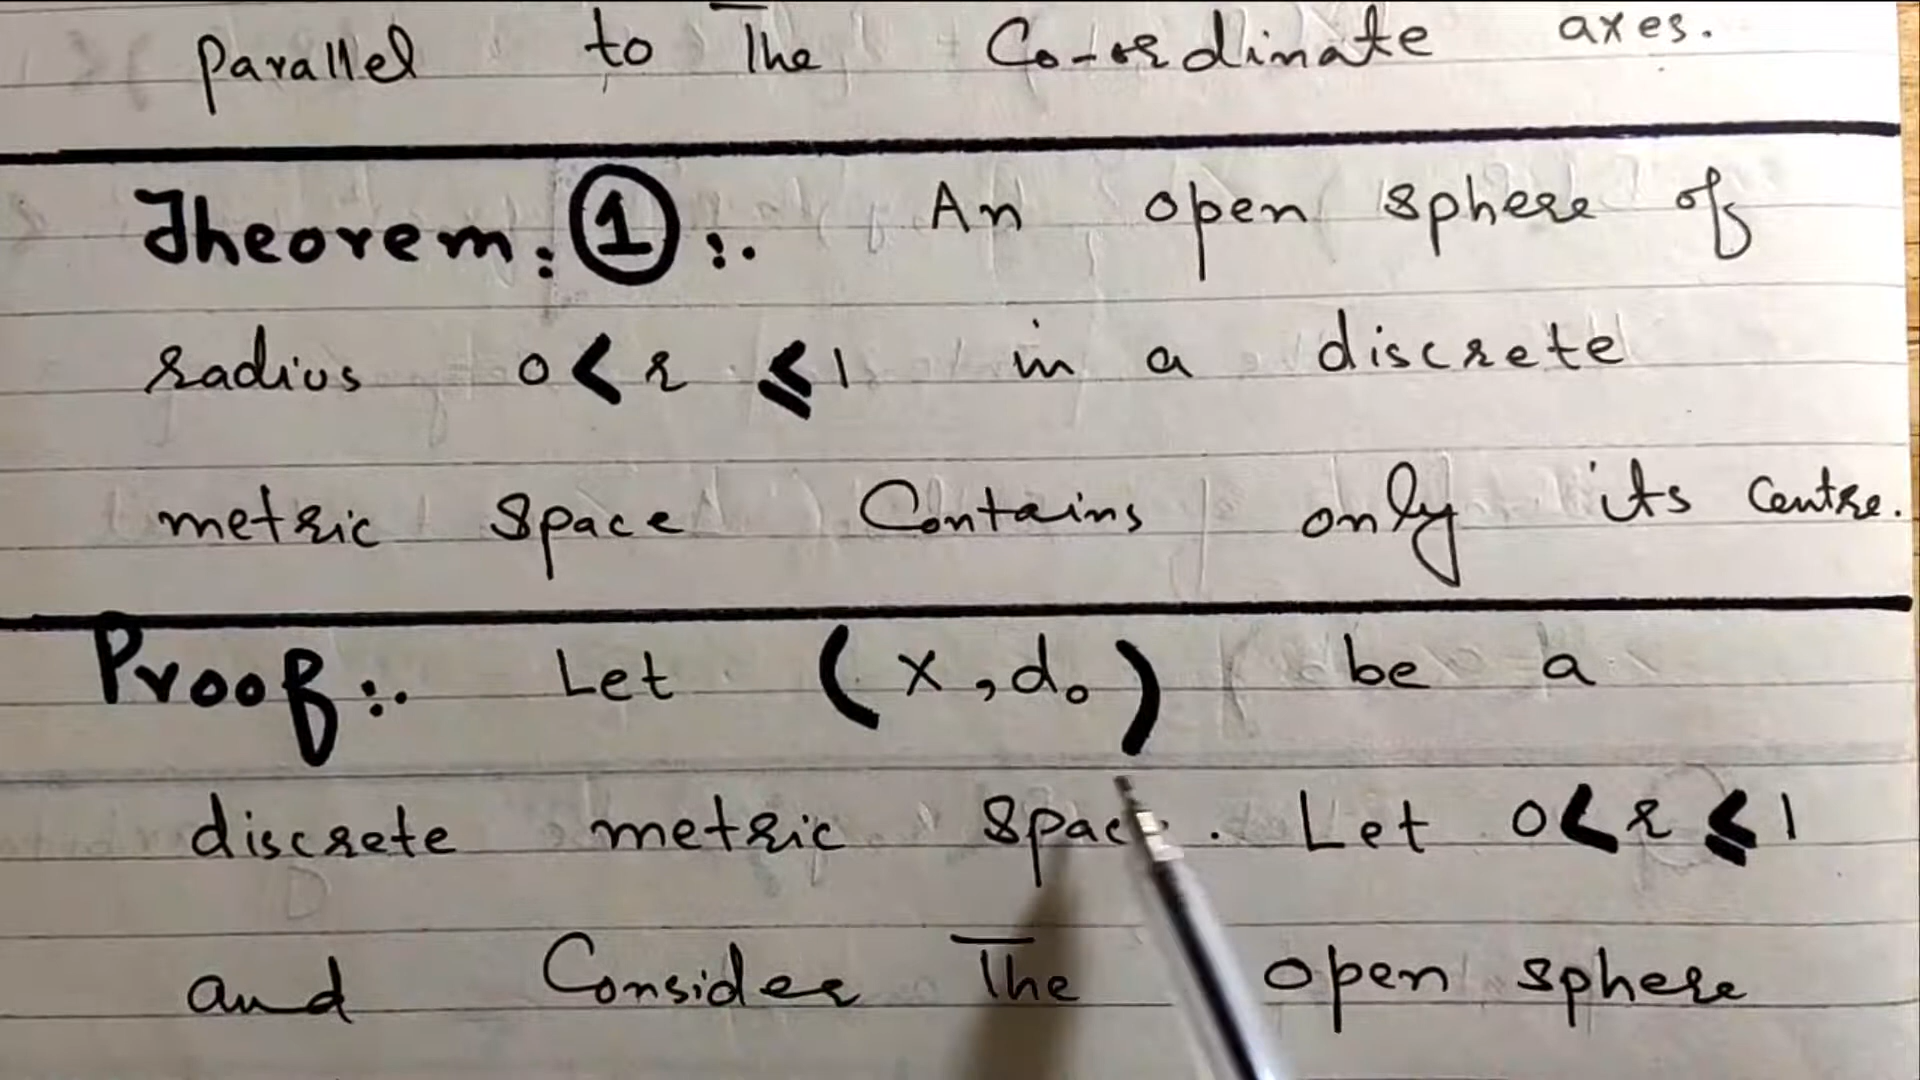 parallel to The Co-ordinate axes.
Theorem:① :. An open sphere of
radius 0 < r ≤ 1 in a discrete
metric space Contains only its Centre.
Proof:. Let (X, d₀) be a
discrete metric space. Let 0 < r ≤ 1
and Consider The open sphere